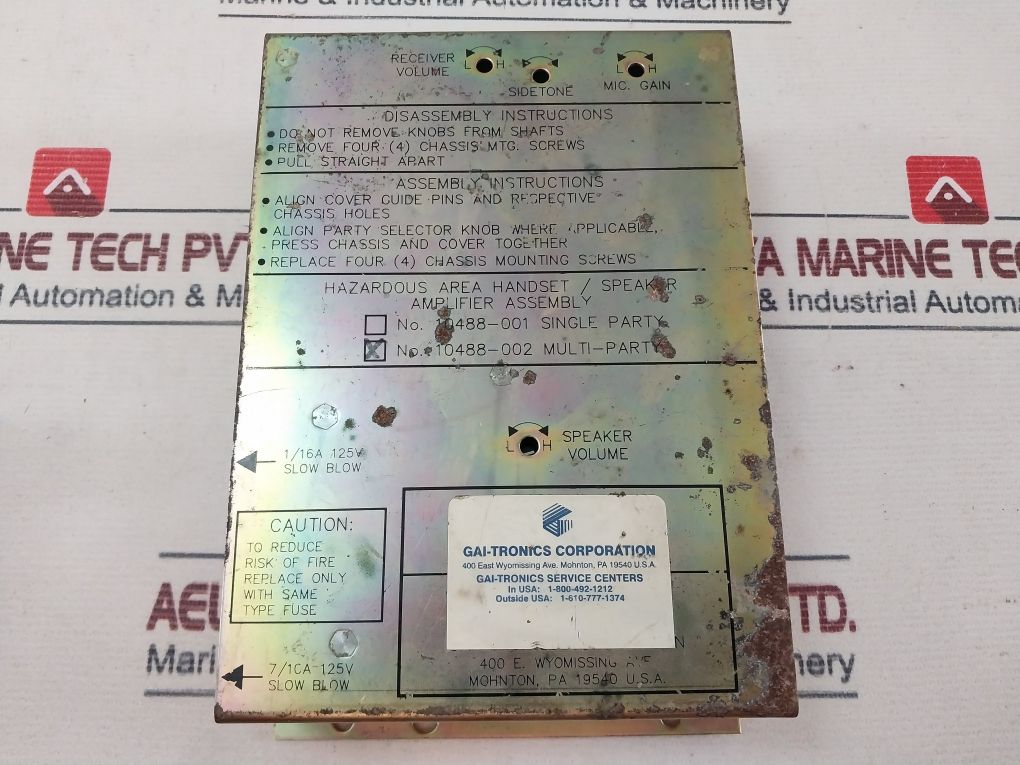 Marine & Industrial Automation & Machinery
RECEIVER
VOLUME
L H
SIDETONE
L H
MIC. GAIN
DISASSEMBLY INSTRUCTIONS
• DO NOT REMOVE KNOBS FROM SHAFTS
• REMOVE FOUR (4) CHASSIS MTG. SCREWS
• PULL STRAIGHT APART
ASSEMBLY INSTRUCTIONS
• ALIGN COVER GUIDE PINS AND RESPECTIVE
CHASSIS HOLES
• ALIGN PARTY SELECTOR KNOB WHERE APPLICABLE,
PRESS CHASSIS AND COVER TOGETHER
• REPLACE FOUR (4) CHASSIS MOUNTING SCREWS
HAZARDOUS AREA HANDSET / SPEAKER
AMPLIFIER ASSEMBLY
No. 10488-001 SINGLE PARTY
No. 10488-002 MULTI-PARTY
INE TECH PVT
YA MARINE TEC
l Automation & M
& Industrial Automa
L H
SPEAKER
VOLUME
1/16A 125V
SLOW BLOW
CAUTION:
TO REDUCE
RISK OF FIRE
REPLACE ONLY
WITH SAME
TYPE FUSE
GAI-TRONICS CORPORATION
400 East Wyomissing Ave. Mohnton, PA 19540 U.S.A.
GAI-TRONICS SERVICE CENTERS
In USA: 1-800-492-1212
Outside USA: 1-610-777-1374
N
400 E. WYOMISSING AVE
MOHNTON, PA 19540 U.S.A.
7/10A 125V
SLOW BLOW
AEL
LTD.
Mari
nery